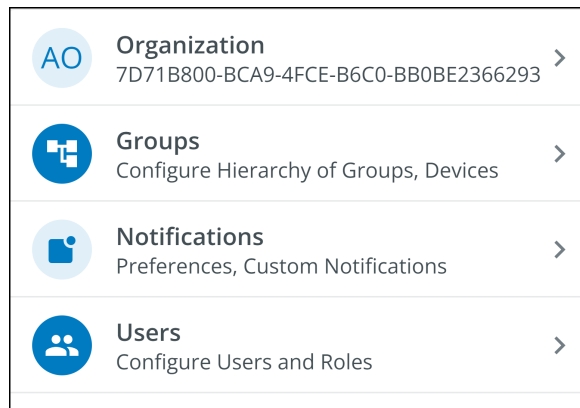 AO
Organization
7D71B800-BCA9-4FCE-B6C0-BB0BE2366293
Groups
Configure Hierarchy of Groups, Devices
Notifications
Preferences, Custom Notifications
Users
Configure Users and Roles